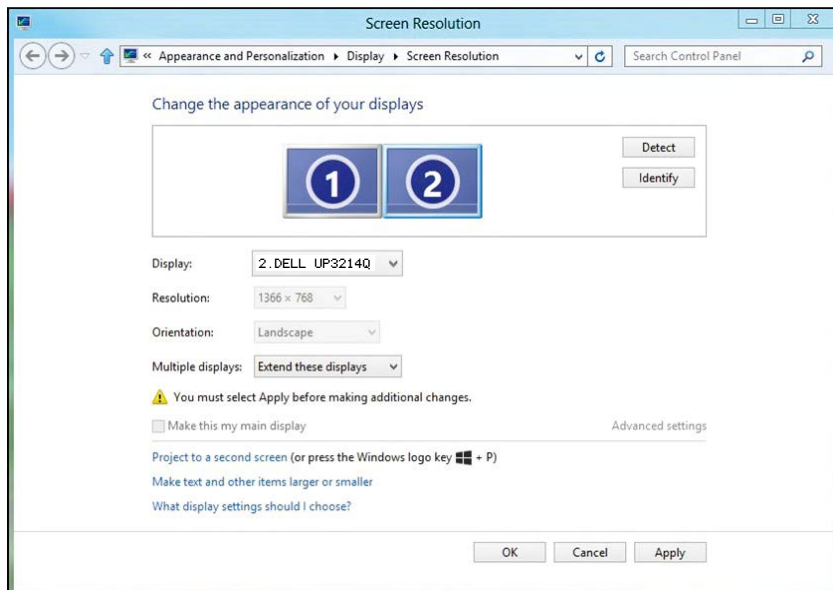 Screen Resolution
« Appearance and Personalization ▸ Display ▸ Screen Resolution
Search Control Panel
Change the appearance of your displays
1 2
Detect
Identify
Display: 2.DELL UP3214Q
Resolution: 1366 × 768
Orientation: Landscape
Multiple displays: Extend these displays
You must select Apply before making additional changes.
Make this my main display Advanced settings
Project to a second screen (or press the Windows logo key + P)
Make text and other items larger or smaller
What display settings should I choose?
OK Cancel Apply